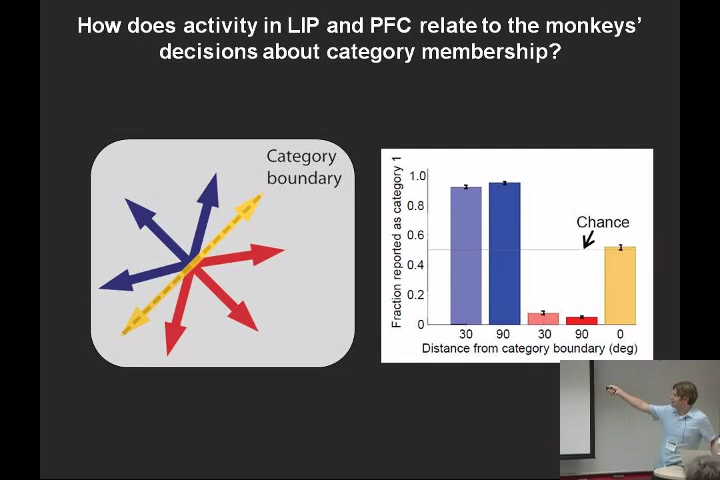 How does activity in LIP and PFC relate to the monkeys’
decisions about category membership?
Category
boundary
Fraction reported as category 1
1.0
0.8
0.6
0.4
0.2
0
Chance
30 90 30 90 0
Distance from category boundary (deg)